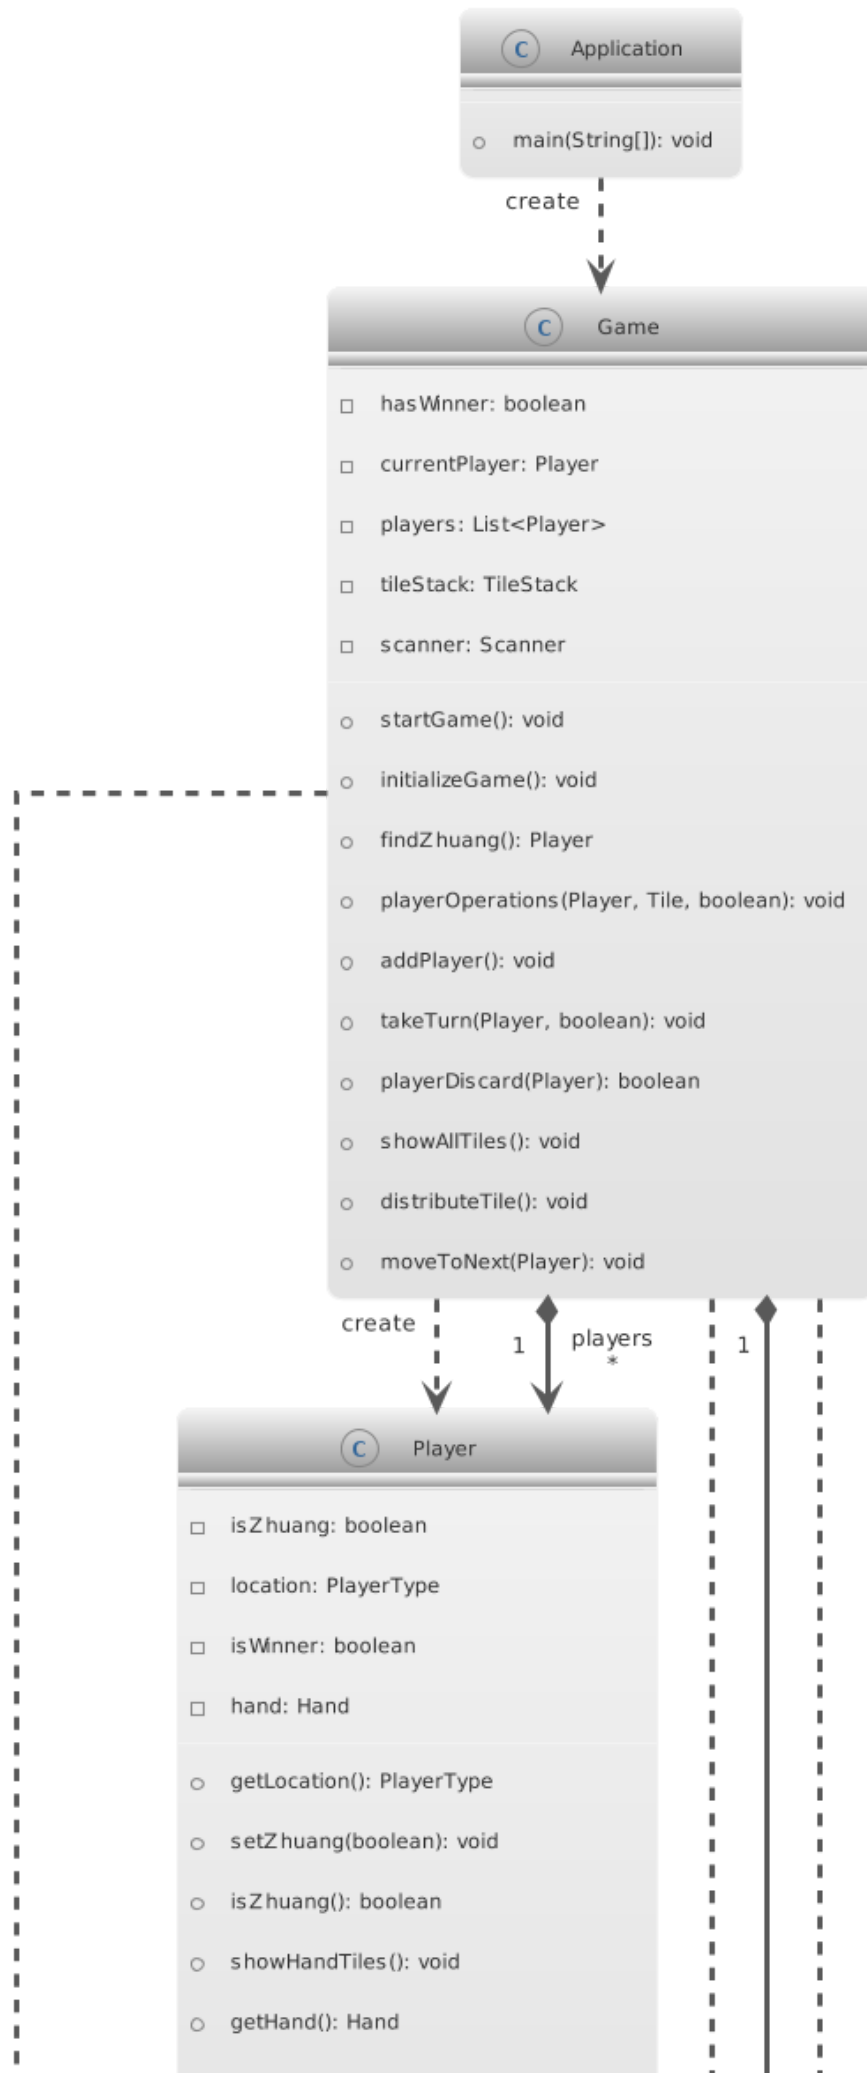 C Application
main(String[]): void
create
C Game
hasWinner: boolean
currentPlayer: Player
players: List<Player>
tileStack: TileStack
scanner: Scanner
startGame(): void
initializeGame(): void
findZhuang(): Player
playerOperations(Player, Tile, boolean): void
addPlayer(): void
takeTurn(Player, boolean): void
playerDiscard(Player): boolean
showAllTiles(): void
distributeTile(): void
moveToNext(Player): void
create
1
players
*
1
C Player
isZhuang: boolean
location: PlayerType
isWinner: boolean
hand: Hand
getLocation(): PlayerType
setZhuang(boolean): void
isZhuang(): boolean
showHandTiles(): void
getHand(): Hand